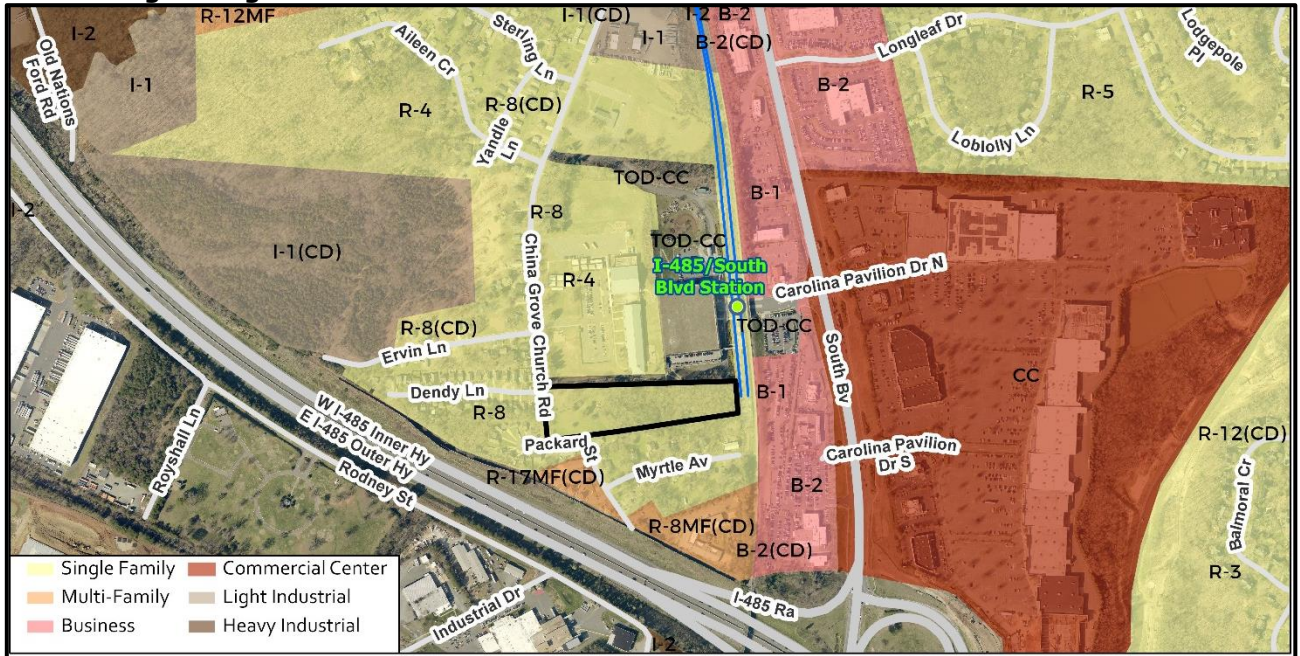 R-12MF
I-2
Old Nations
Ford Rd
I-1
Aileen Cr
Sterling Ln
I-1(CD)
I-1
I-2
B-2
B-2(CD)
Longleaf Dr
Lodgepole
Pl
B-2
R-5
R-4
R-8(CD)
Yandle
Ln
Loblolly Ln
TOD-CC
R-8
B-1
I-2
I-1(CD)
China Grove Church Rd
TOD-CC
R-4
I-485/South
Blvd Station
Carolina Pavilion Dr N
TOD-CC
R-8(CD)
Ervin Ln
South Bv
CC
Dendy Ln
B-1
R-8
Packard St
W I-485 Inner Hy
E I-485 Outer Hy
Rodney St
Royshall Ln
Myrtle Av
Carolina Pavilion
Dr S
R-12(CD)
R-17MF(CD)
B-2
Balmoral Cr
R-8MF(CD)
B-2(CD)
R-3
I-485 Ra
Industrial Dr
I-2
Single Family
Commercial Center
Multi-Family
Light Industrial
Business
Heavy Industrial